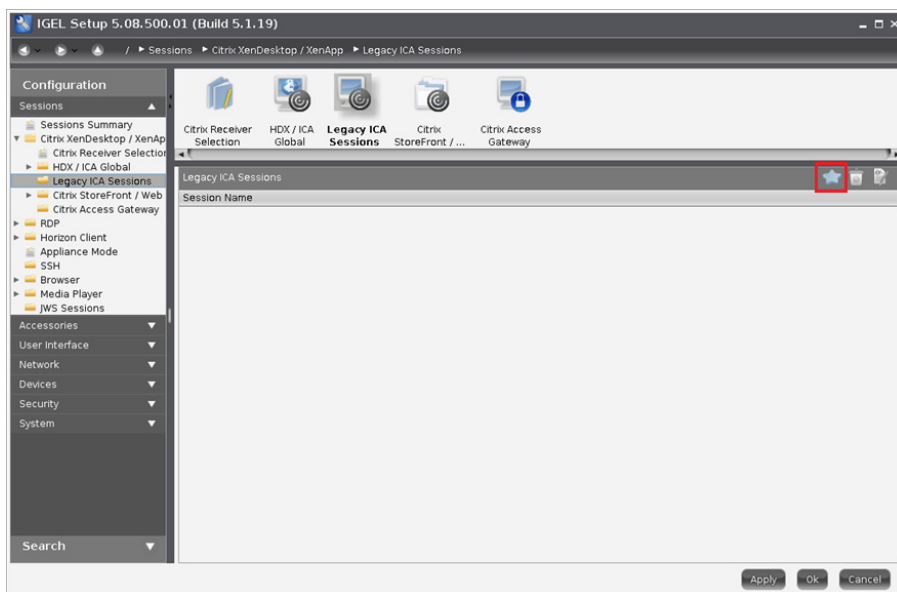 IGEL Setup 5.08.500.01 (Build 5.1.19)
/ Sessions Citrix XenDesktop / XenApp Legacy ICA Sessions
Configuration
Sessions
Sessions Summary
Citrix XenDesktop / XenAp
Citrix Receiver Selection
HDX / ICA Global
Legacy ICA Sessions
Citrix StoreFront / Web
Citrix Access Gateway
RDP
Horizon Client
Appliance Mode
SSH
Browser
Media Player
JWS Sessions
Accessories
User Interface
Network
Devices
Security
System
Search
Citrix Receiver
Selection
HDX / ICA
Global
Legacy ICA
Sessions
Citrix
StoreFront / ...
Citrix Access
Gateway
Legacy ICA Sessions
Session Name
Apply
Ok
Cancel